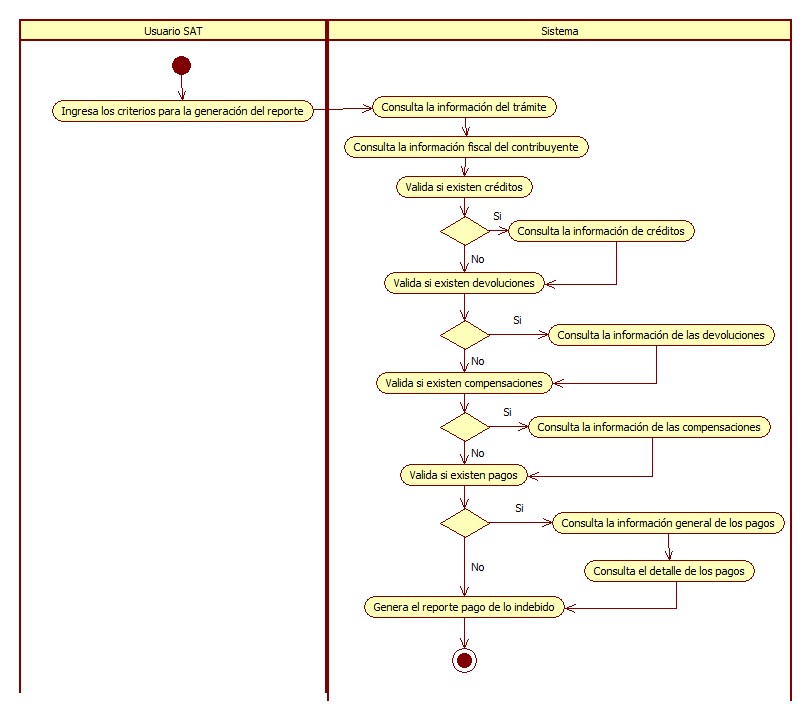 Usuario SAT
Sistema
Ingresa los criterios para la generación del reporte
Consulta la información del trámite
Consulta la información fiscal del contribuyente
Valida si existen créditos
Si
Consulta la información de créditos
No
Valida si existen devoluciones
Si
Consulta la información de las devoluciones
No
Valida si existen compensaciones
Si
Consulta la información de las compensaciones
No
Valida si existen pagos
Si
Consulta la información general de los pagos
No
Consulta el detalle de los pagos
Genera el reporte pago de lo indebido